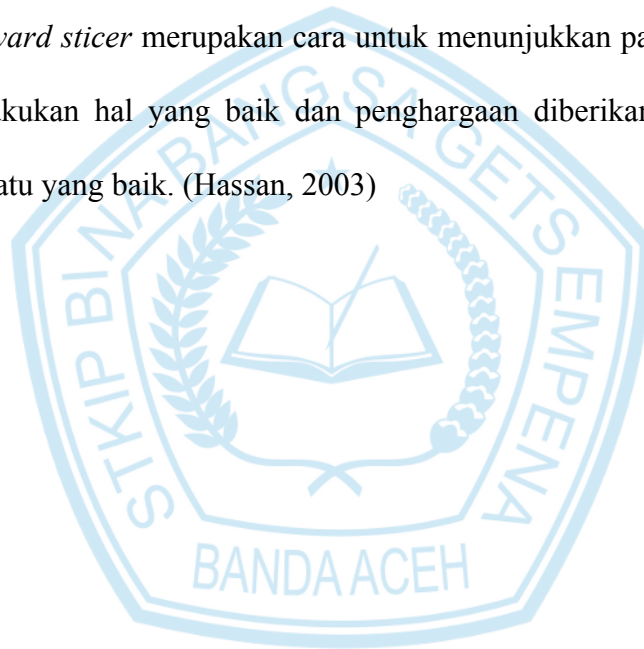 ward sticer merupakan cara untuk menunjukkan pa
kukan hal yang baik dan penghargaan diberikan
atu yang baik. (Hassan, 2003)
STKIP BINA BANGSA GETSEMPENA
BANDA ACEH